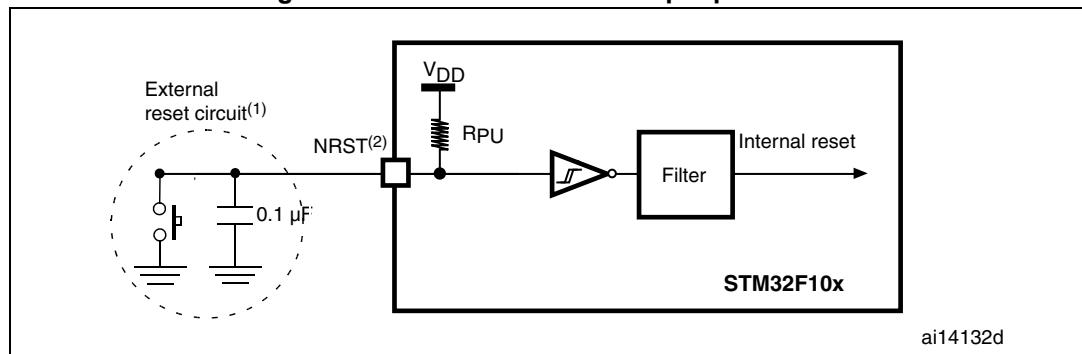 External
reset circuit(1)
NRST(2)
VDD
RPU
0.1 µF
Filter
Internal reset
STM32F10x
ai14132d